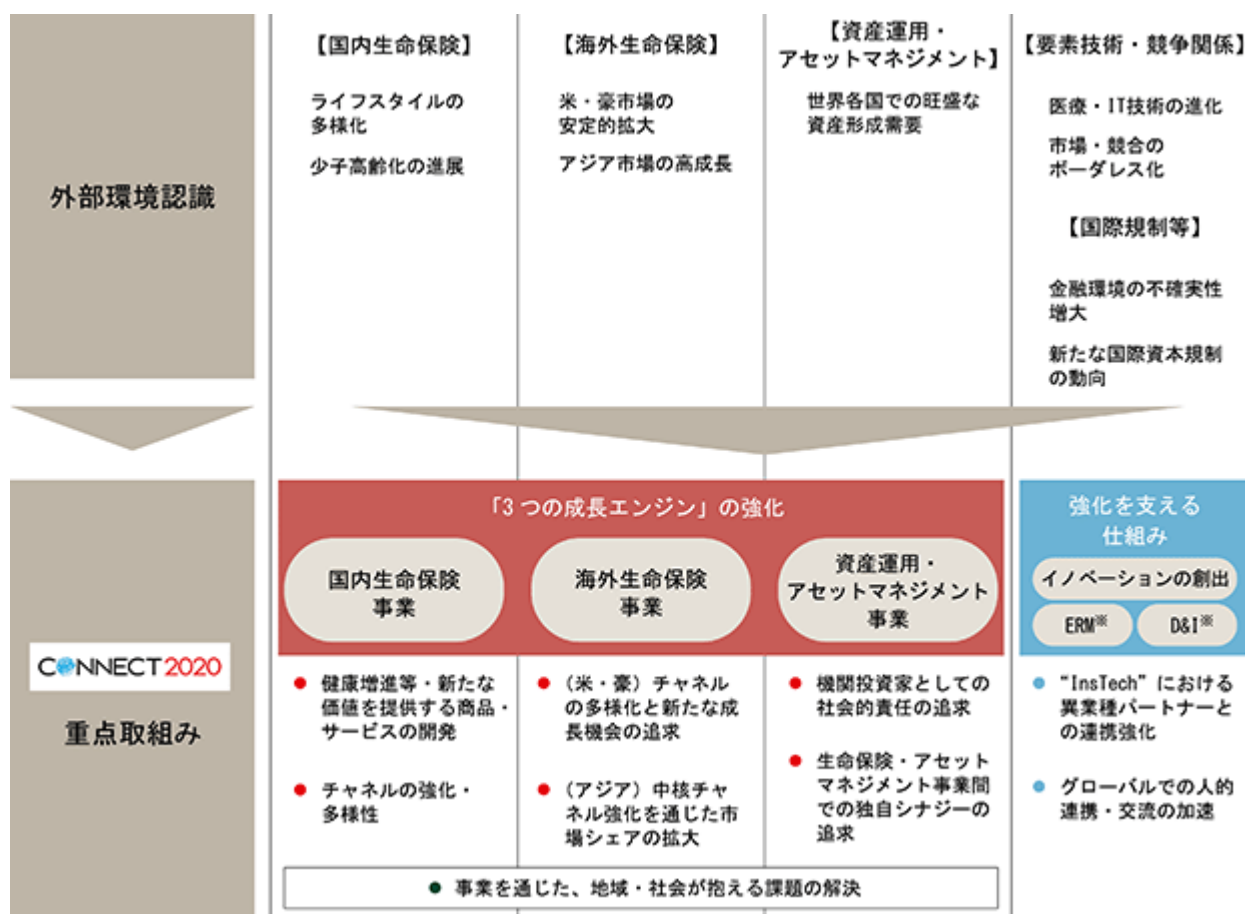 外部環境認識
【国内生命保険】
ライフスタイルの
多様化
少子高齢化の進展
【海外生命保険】
米・豪市場の
安定的拡大
アジア市場の高成長
【資産運用・
アセットマネジメント】
世界各国での旺盛な
資産形成需要
【要素技術・競争関係】
医療・IT技術の進化
市場・競合の
ボーダレス化
【国際規制等】
金融環境の不確実性
増大
新たな国際資本規制
の動向
CONNECT2020
重点取組み
「3つの成長エンジン」の強化
国内生命保険
事業
海外生命保険
事業
資産運用・
アセットマネジメント
事業
強化を支える
仕組み
イノベーションの創出
ERM※
D&I※
● 健康増進等・新たな
価値を提供する商品・
サービスの開発
● チャネルの強化・
多様性
● （米・豪）チャネル
の多様化と新たな成
長機会の追求
● （アジア）中核チャ
ネル強化を通じた市
場シェアの拡大
● 機関投資家としての
社会的責任の追求
● 生命保険・アセット
マネジメント事業間
での独自シナジーの
追求
● “InsTech”における
異業種パートナーと
の連携強化
● グローバルでの人的
連携・交流の加速
● 事業を通じた、地域・社会が抱える課題の解決